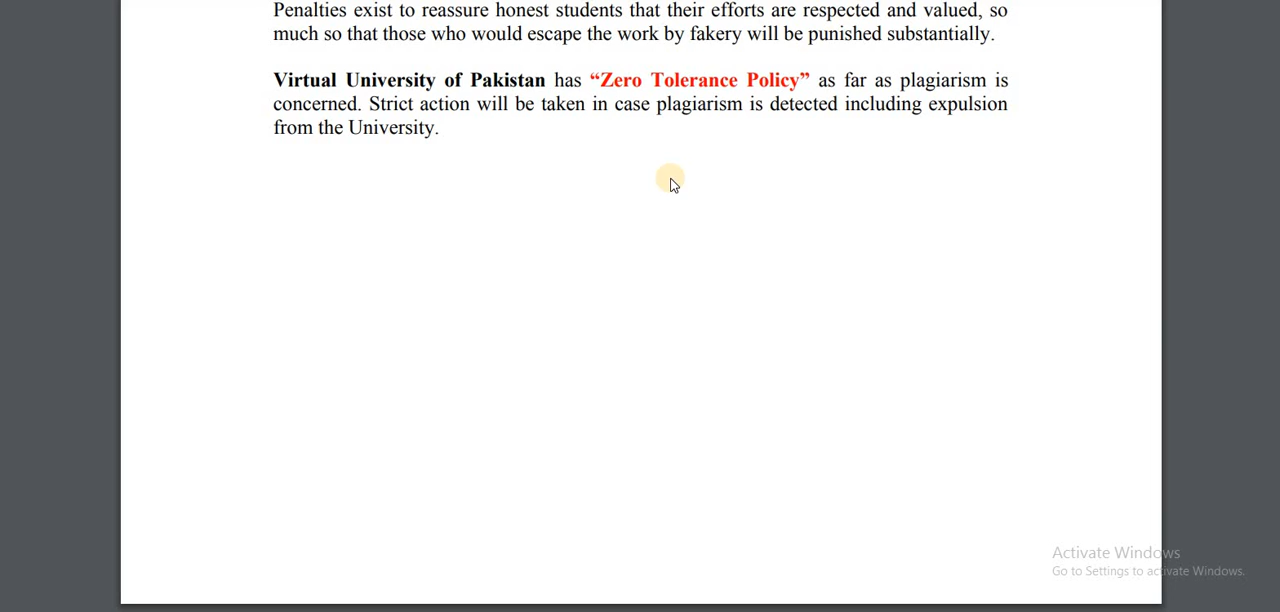 Penalties exist to reassure honest students that their efforts are respected and valued, so
much so that those who would escape the work by fakery will be punished substantially.
Virtual University of Pakistan has “Zero Tolerance Policy” as far as plagiarism is
concerned. Strict action will be taken in case plagiarism is detected including expulsion
from the University.
Activate Windows
Go to Settings to activate Windows.